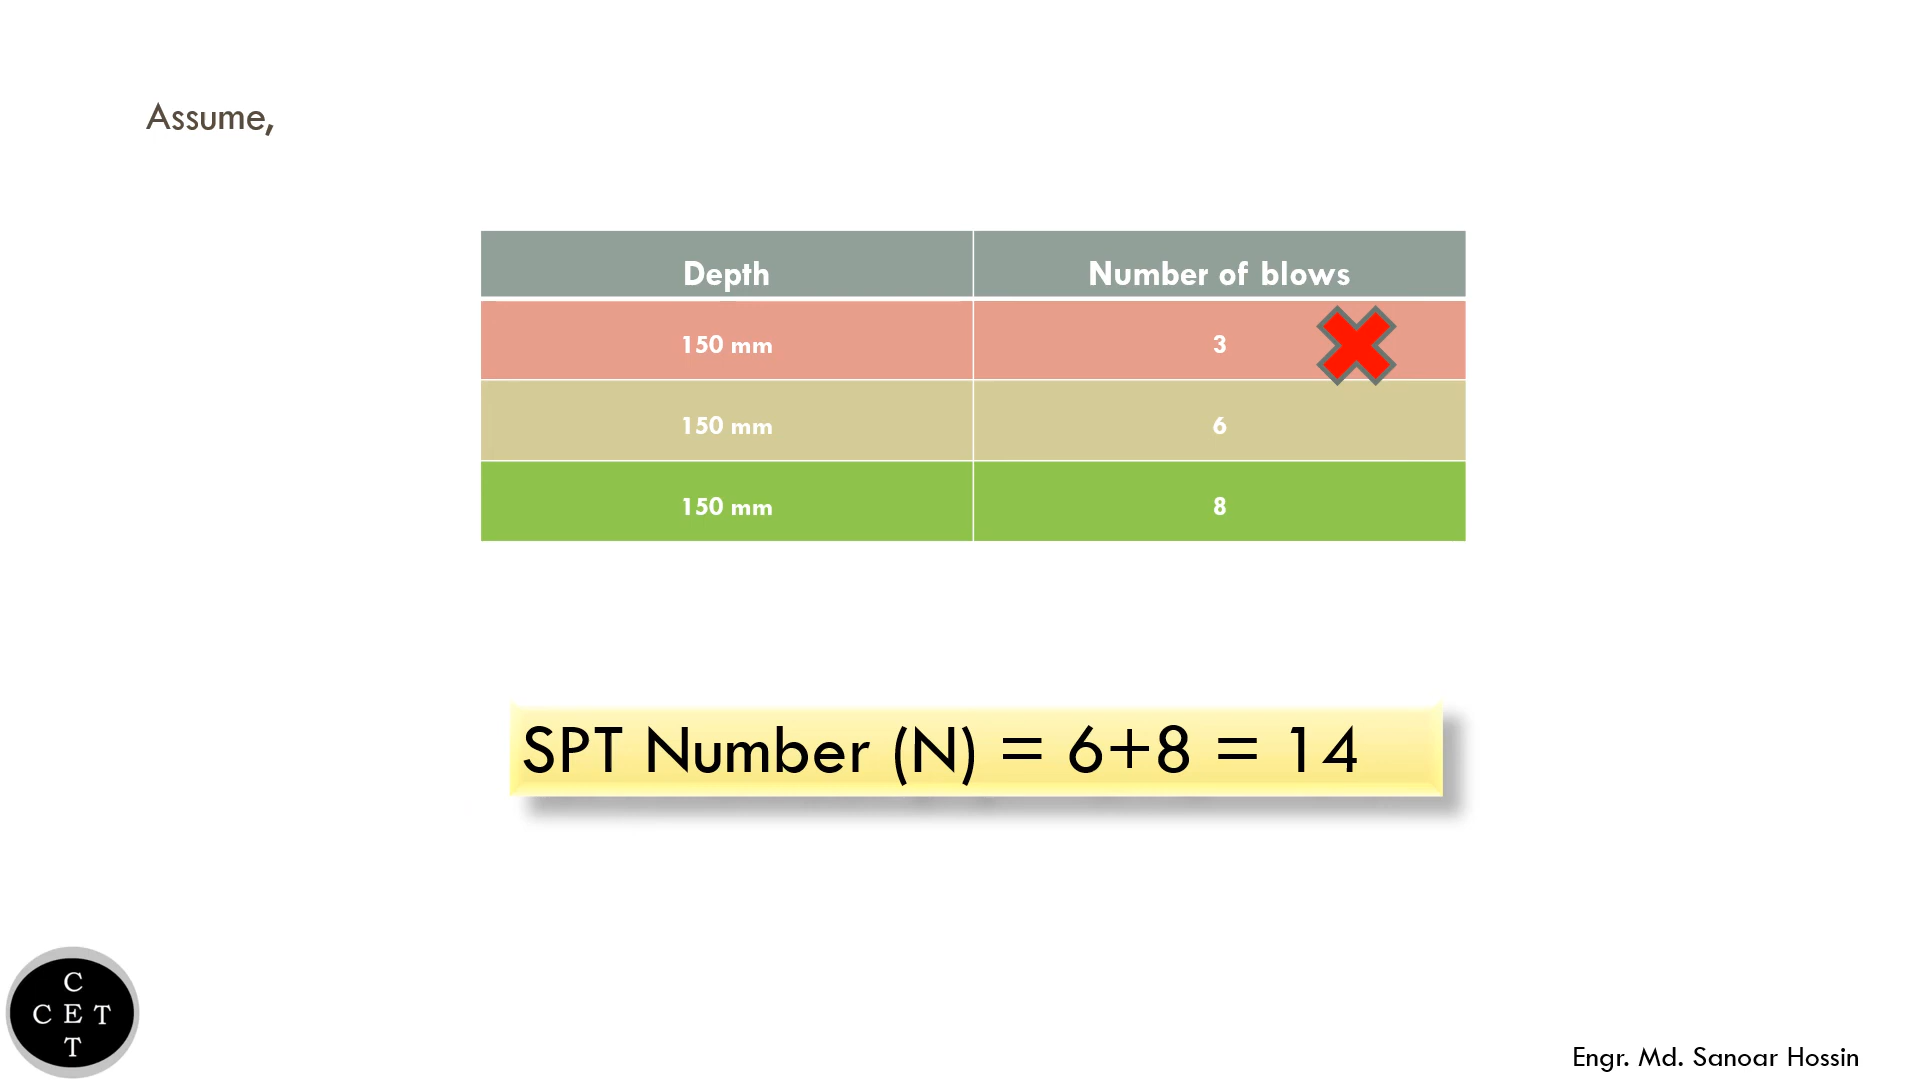 Assume,
Depth Number of blows
150 mm 3
150 mm 6
150 mm 8
SPT Number (N) = 6+8 = 14
C
C E T
T
Engr. Md. Sanoar Hossin